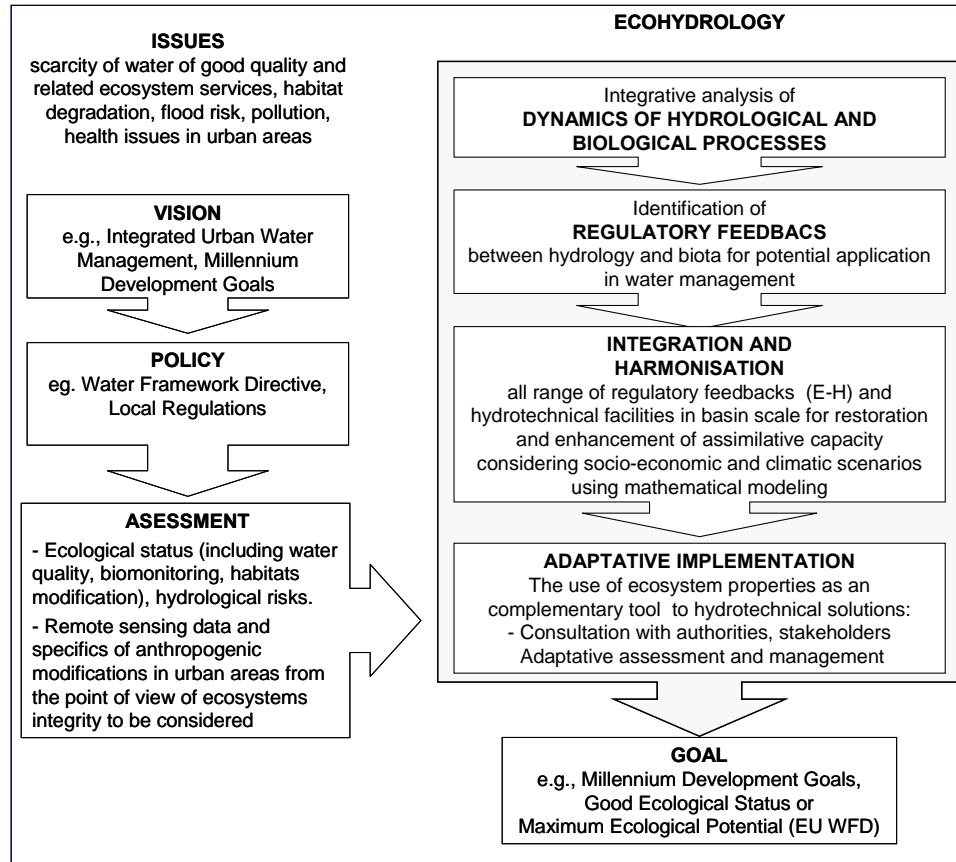 ISSUES
scarcity of water of good quality and
related ecosystem services, habitat
degradation, flood risk, pollution,
health issues in urban areas
VISION
e.g., Integrated Urban Water
Management, Millennium
Development Goals
POLICY
eg. Water Framework Directive,
Local Regulations
ASESSMENT
- Ecological status (including water
quality, biomonitoring, habitats
modification), hydrological risks.
- Remote sensing data and
specifics of anthropogenic
modifications in urban areas from
the point of view of ecosystems
integrity to be considered
ECOHYDROLOGY
Integrative analysis of
DYNAMICS OF HYDROLOGICAL AND
BIOLOGICAL PROCESSES
Identification of
REGULATORY FEEDBACS
between hydrology and biota for potential application
in water management
INTEGRATION AND
HARMONISATION
all range of regulatory feedbacks (E-H) and
hydrotechnical facilities in basin scale for restoration
and enhancement of assimilative capacity
considering socio-economic and climatic scenarios
using mathematical modeling
ADAPTATIVE IMPLEMENTATION
The use of ecosystem properties as an
complementary tool to hydrotechnical solutions:
- Consultation with authorities, stakeholders
Adaptative assessment and management
GOAL
e.g., Millennium Development Goals,
Good Ecological Status or
Maximum Ecological Potential (EU WFD)